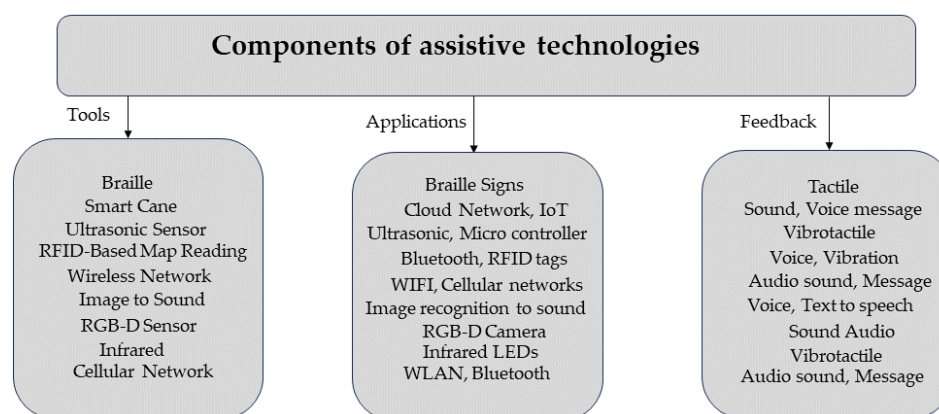 Components of assistive technologies
Tools
Applications
Feedback
Braille
Smart Cane
Ultrasonic Sensor
RFID-Based Map Reading
Wireless Network
Image to Sound
RGB-D Sensor
Infrared
Cellular Network
Braille Signs
Cloud Network, IoT
Ultrasonic, Micro controller
Bluetooth, RFID tags
WIFI, Cellular networks
Image recognition to sound
RGB-D Camera
Infrared LEDs
WLAN, Bluetooth
Tactile
Sound, Voice message
Vibrotactile
Voice, Vibration
Audio sound, Message
Voice, Text to speech
Sound Audio
Vibrotactile
Audio sound, Message